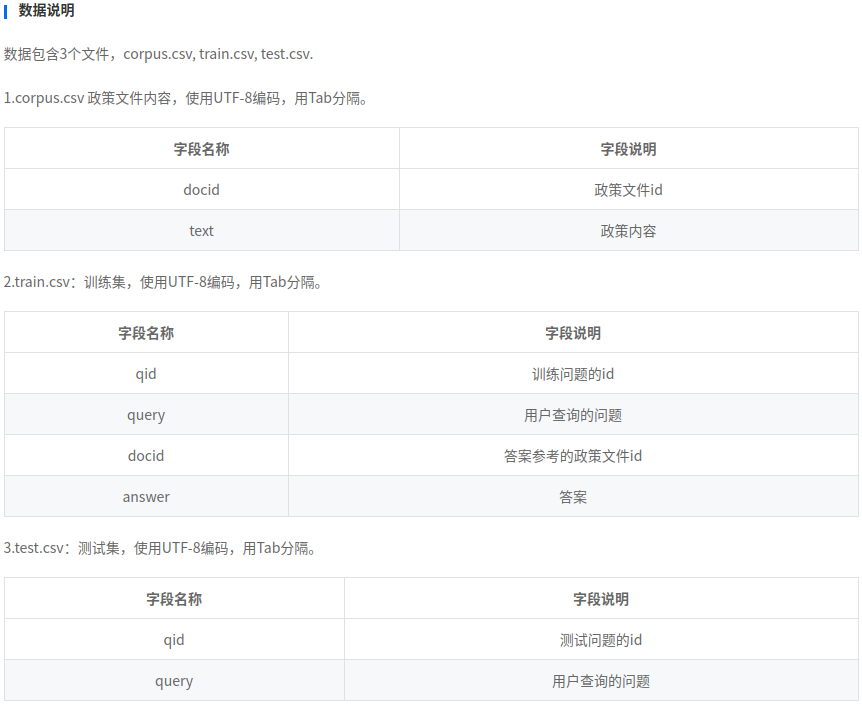 数据说明
数据包含3个文件，corpus.csv, train.csv, test.csv.
1.corpus.csv 政策文件内容，使用UTF-8编码，用Tab分隔。
字段名称 字段说明
docid 政策文件id
text 政策内容
2.train.csv：训练集，使用UTF-8编码，用Tab分隔。
字段名称 字段说明
qid 训练问题的id
query 用户查询的问题
docid 答案参考的政策文件id
answer 答案
3.test.csv：测试集，使用UTF-8编码，用Tab分隔。
字段名称 字段说明
qid 测试问题的id
query 用户查询的问题